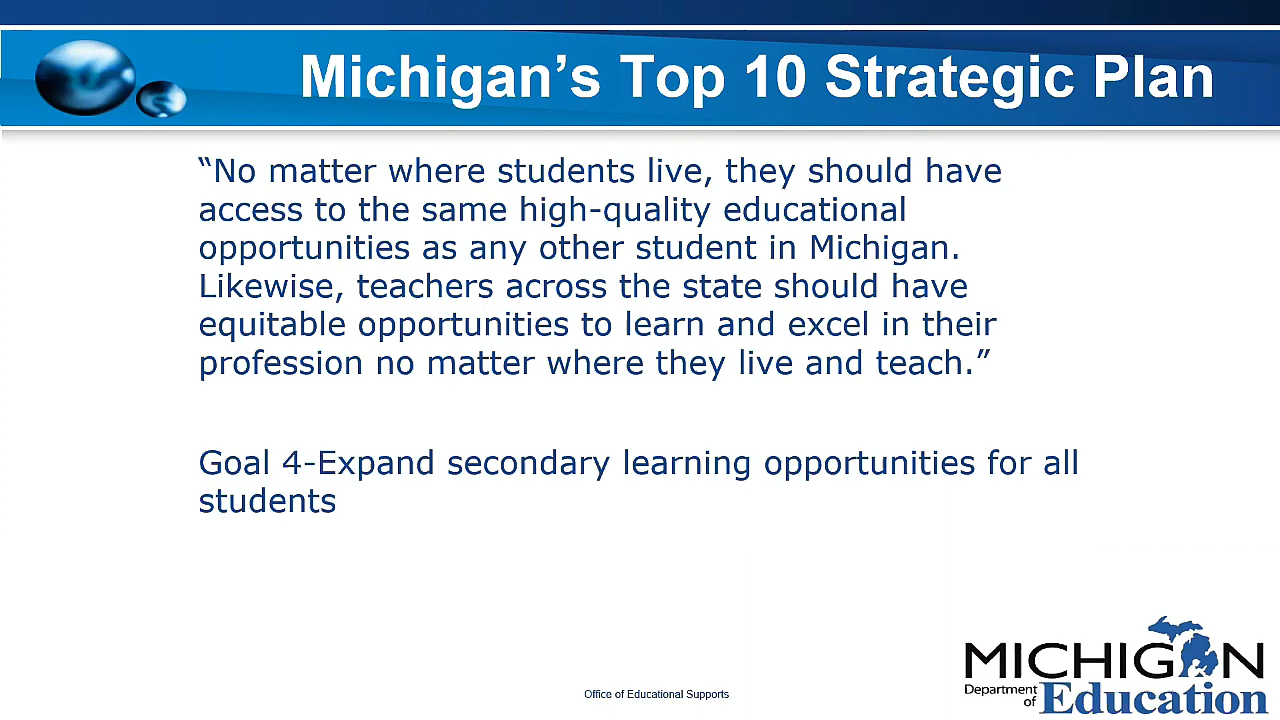 Michigan’s Top 10 Strategic Plan
“No matter where students live, they should have
access to the same high-quality educational
opportunities as any other student in Michigan.
Likewise, teachers across the state should have
equitable opportunities to learn and excel in their
profession no matter where they live and teach.”
Goal 4-Expand secondary learning opportunities for all
students
Office of Educational Supports
MICHIGAN
Department
of Education